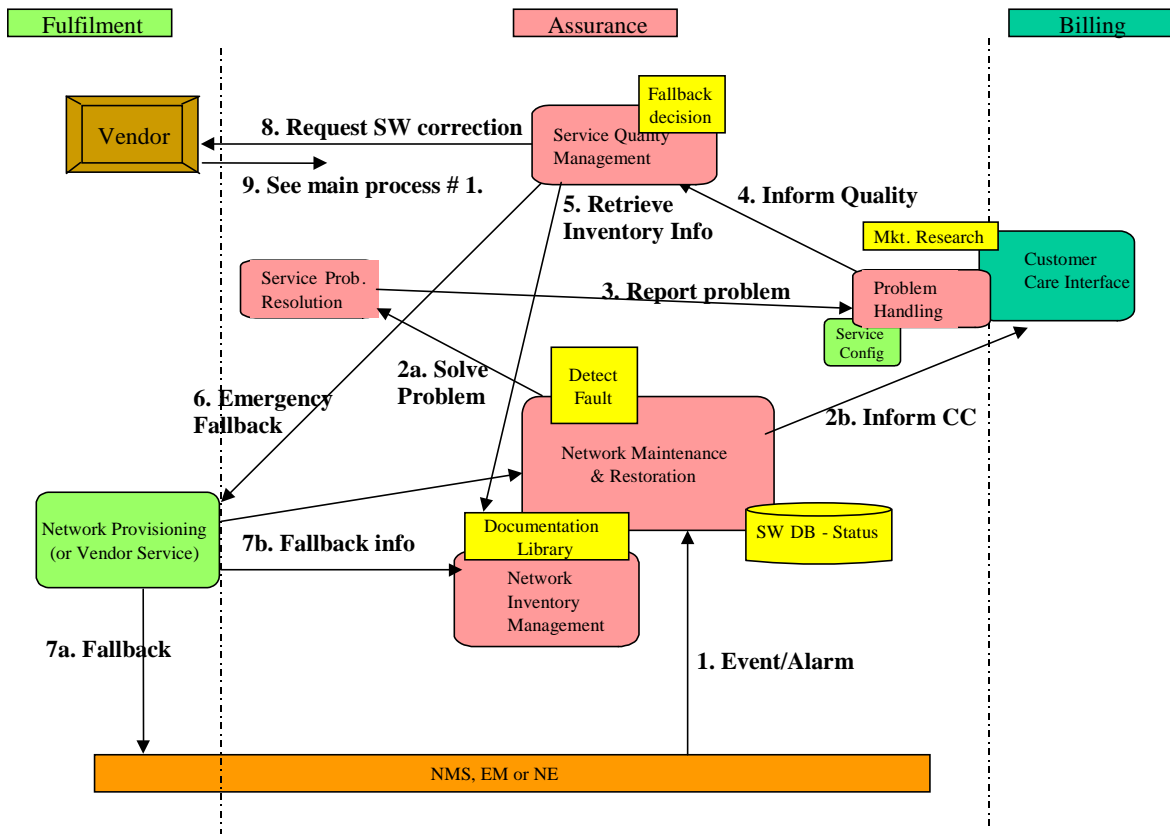 Fulfilment
Assurance
Billing
Fallback
decision
Vendor
8. Request SW correction
Service Quality
Management
9. See main process # 1.
4. Inform Quality
5. Retrieve
Inventory Info
Mkt. Research
Customer
Care Interface
Service Prob.
Resolution
3. Report problem
Problem
Handling
Service
Config
2a. Solve
Problem
Detect
Fault
6. Emergency
Fallback
2b. Inform CC
Network Maintenance
& Restoration
Network Provisioning
(or Vendor Service)
7b. Fallback info
Documentation
Library
SW DB - Status
Network
Inventory
Management
7a. Fallback
1. Event/Alarm
NMS, EM or NE